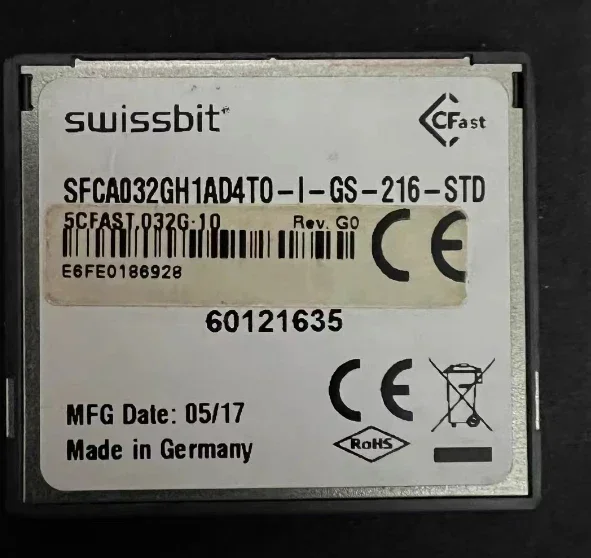 swissbit®
CFast
SFCA032GH1AD4TO-I-GS-216-STD
5CFAST.032G-10 Rev. G0
CE
E6FE0186928
60121635
CE
MFG Date: 05/17
Made in Germany
RoHS